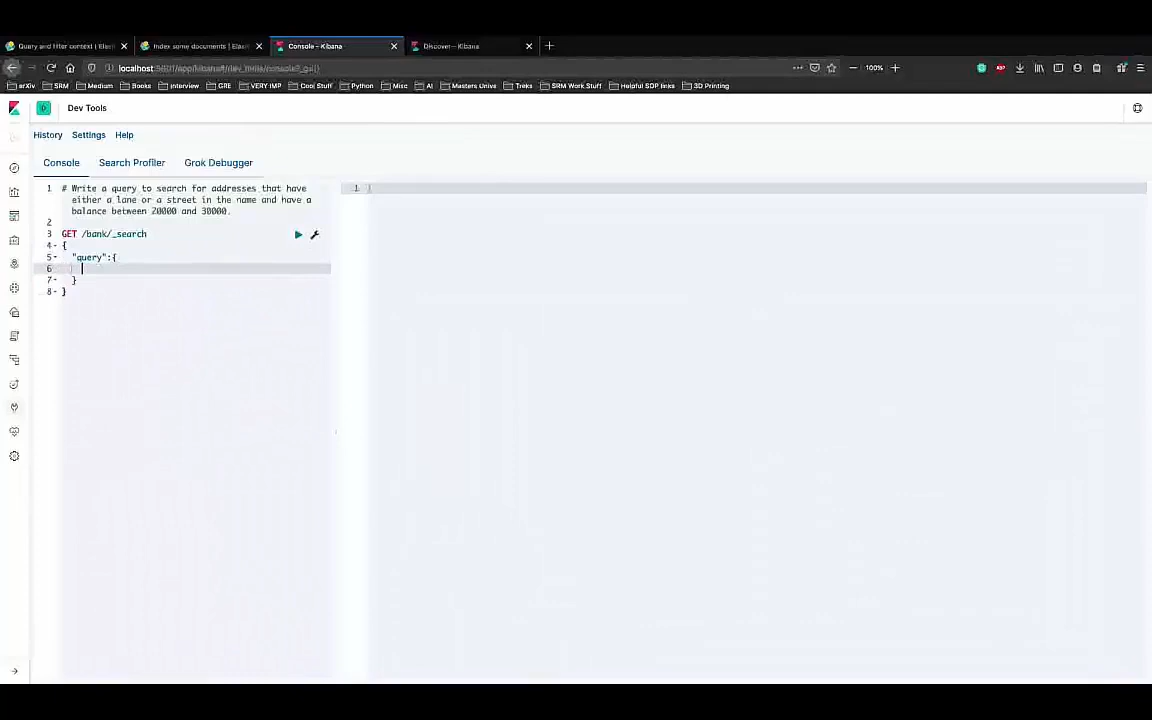 Query and filter context | Elasti
Index some documents | Elasti
Console - Kibana
Discover - Kibana
100%
arXiv
SRM
Medium
Books
Interview
GRE
VERY IMP
Cool Stuff
Python
Misc
AI
Masters Univs
Treks
SRM Work Stuff
Helpful SOP links
3D Printing
D
Dev Tools
History Settings Help
Console Search Profiler Grok Debugger
1 # Write a query to search for addresses that have
either a lane or a street in the name and have a
balance between 20000 and 30000.
2
3 GET /bank/_search
4 {
5 "query":{
6
7 }
8 }
1